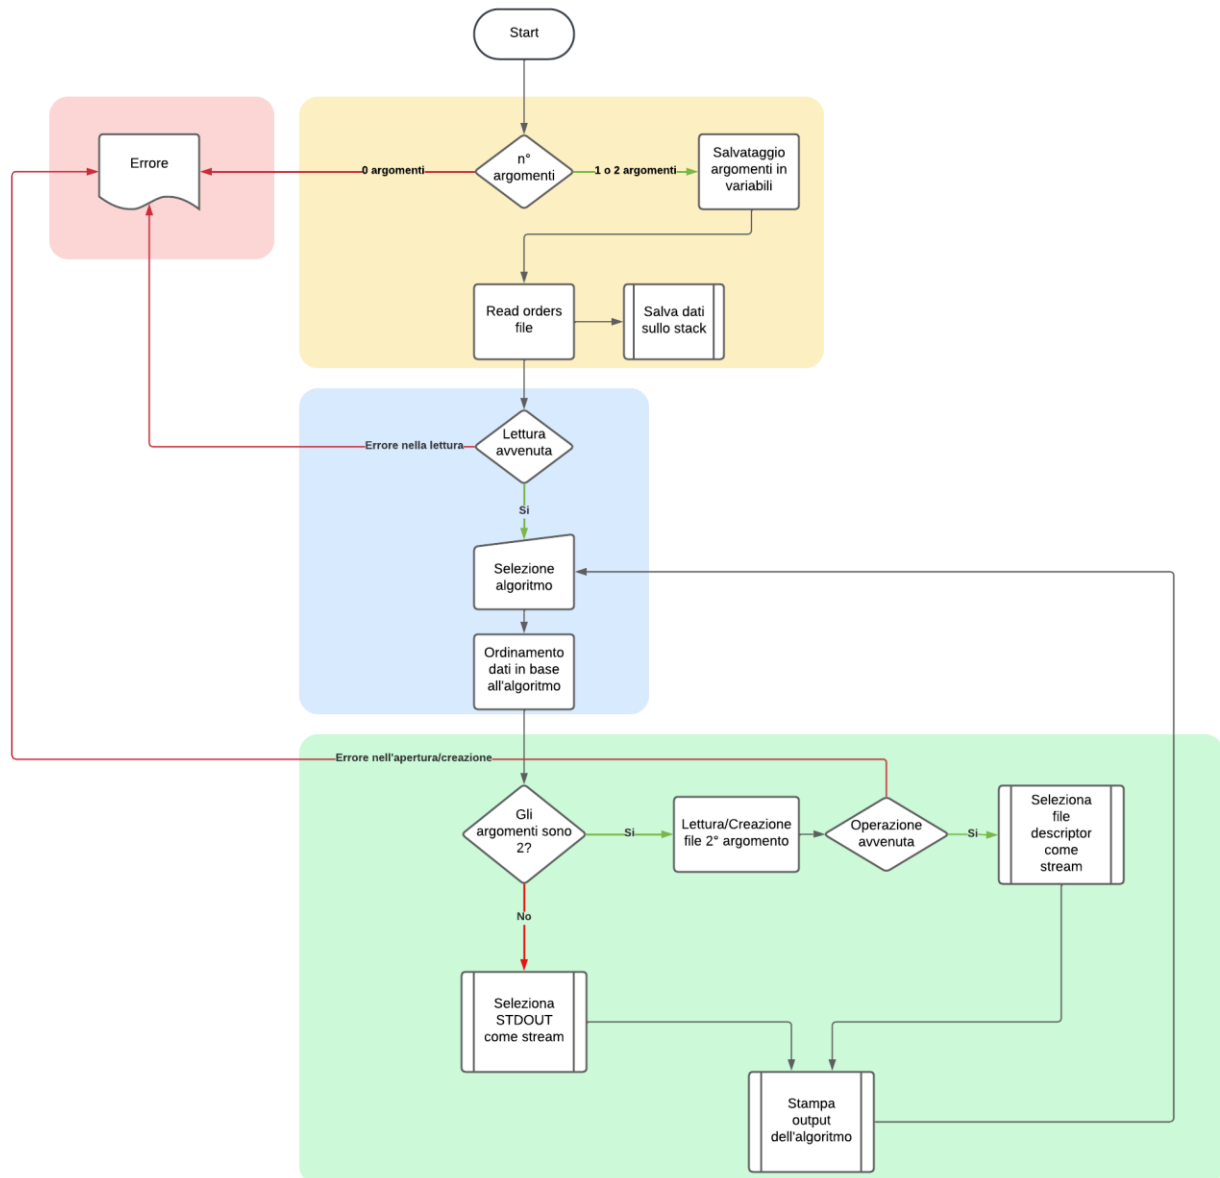 Start
Errore
0 argomenti
n°
argomenti
1 o 2 argomenti
Salvataggio
argomenti in
variabili
Read orders
file
Salva dati
sullo stack
Errore nella lettura
Lettura
avvenuta
Si
Selezione
algoritmo
Ordinamento
dati in base
all'algoritmo
Errore nell'apertura/creazione
Gli
argomenti sono
2?
Si
Lettura/Creazione
file 2° argomento
Operazione
avvenuta
Si
Seleziona
file
descriptor
come
stream
No
Seleziona
STDOUT
come stream
Stampa
output
dell'algoritmo